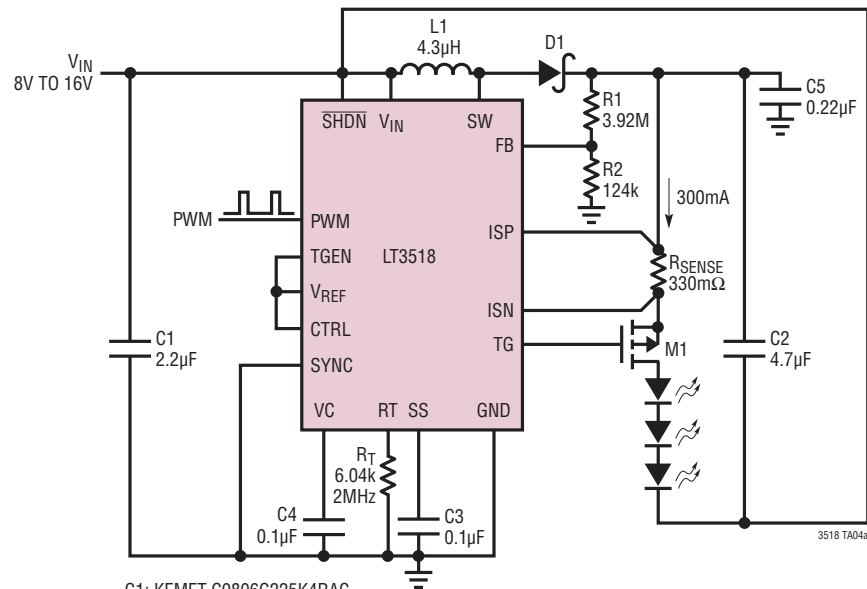 L1
4.3µH
D1
VIN
8V TO 16V
C5
0.22µF
R1
3.92M
SHDN VIN SW
FB
R2
124k
300mA
PWM
PWM
ISP
TGEN
LT3518
RSENSE
330mΩ
VREF
ISN
CTRL
TG
M1
C1
2.2µF
C2
4.7µF
SYNC
VC RT SS GND
RT
6.04k
2MHz
C4
0.1µF
C3
0.1µF
3518 TA04a